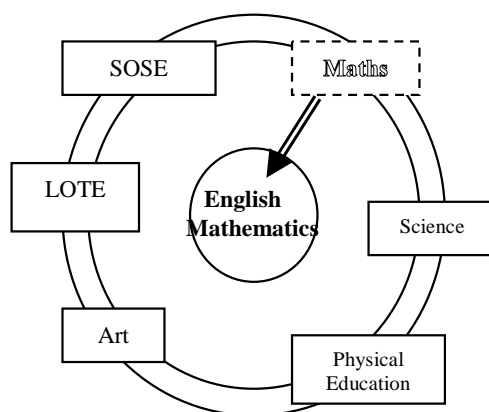 SOSE
Maths
LOTE
English
Mathematics
Science
Art
Physical
Education